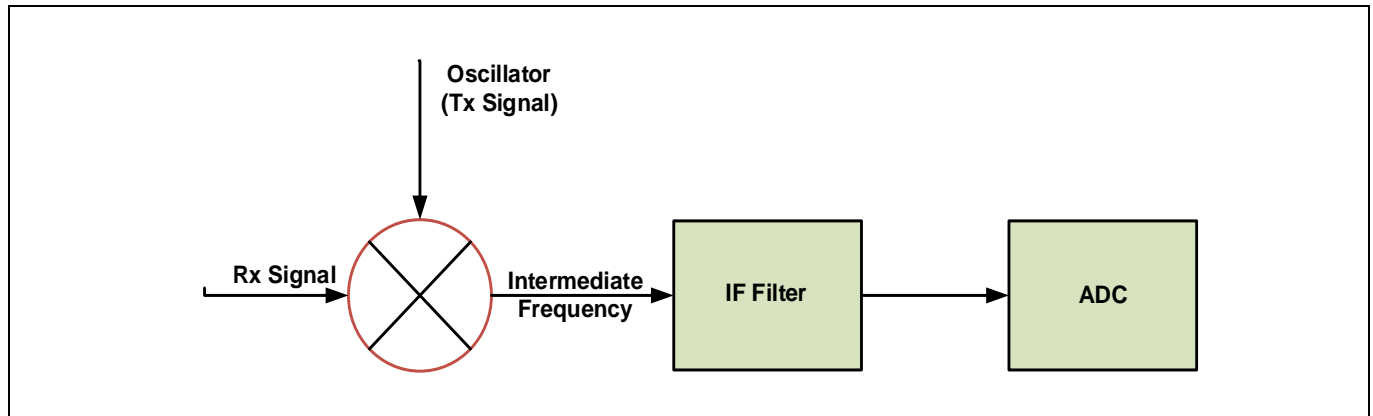 Oscillator
(Tx Signal)
Rx Signal
Intermediate
Frequency
IF Filter
ADC